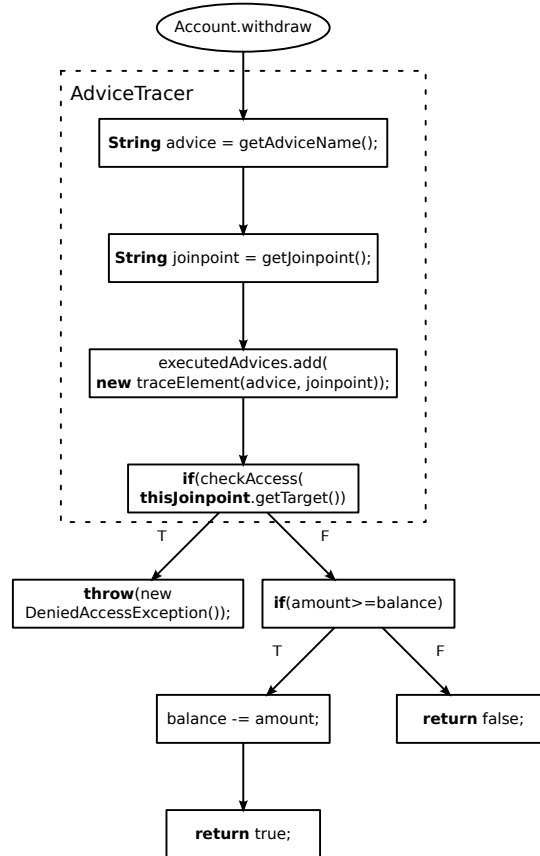 Account.withdraw
AdviceTracer
String advice = getAdviceName();
String joinpoint = getJoinpoint();
executedAdvices.add(
new traceElement(advice, joinpoint));
if(checkAccess(
thisJoinpoint.getTarget())
T
F
throw(new
DeniedAccessException());
if(amount>=balance)
T
F
balance -= amount;
return false;
return true;